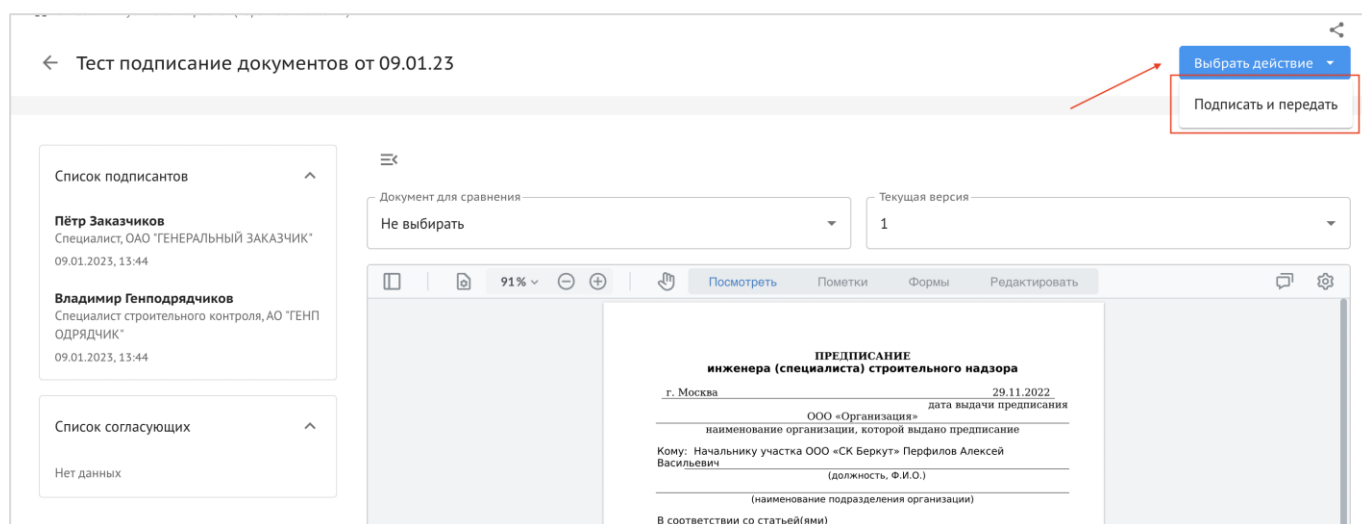 Тест подписание документов от 09.01.23
Выбрать действие
Подписать и передать
Список подписантов
Пётр Заказчиков
Специалист, ОАО "ГЕНЕРАЛЬНЫЙ ЗАКАЗЧИК"
09.01.2023, 13:44
Владимир Генподрядчиков
Специалист строительного контроля, АО "ГЕНП
ОДРЯДЧИК"
09.01.2023, 13:44
Список согласующих
Нет данных
Документ для сравнения
Не выбирать
Текущая версия
1
91%
Посмотреть
Пометки
Формы
Редактировать
ПРЕДПИСАНИЕ
инженера (специалиста) строительного надзора
г. Москва 29.11.2022
дата выдачи предписания
ООО «Организация»
наименование организации, которой выдано предписание
Кому: Начальнику участка ООО «СК Беркут» Перфилов Алексей
Васильевич
(должность, Ф.И.О.)
(наименование подразделения организации)
В соответствии со статьей(ями)